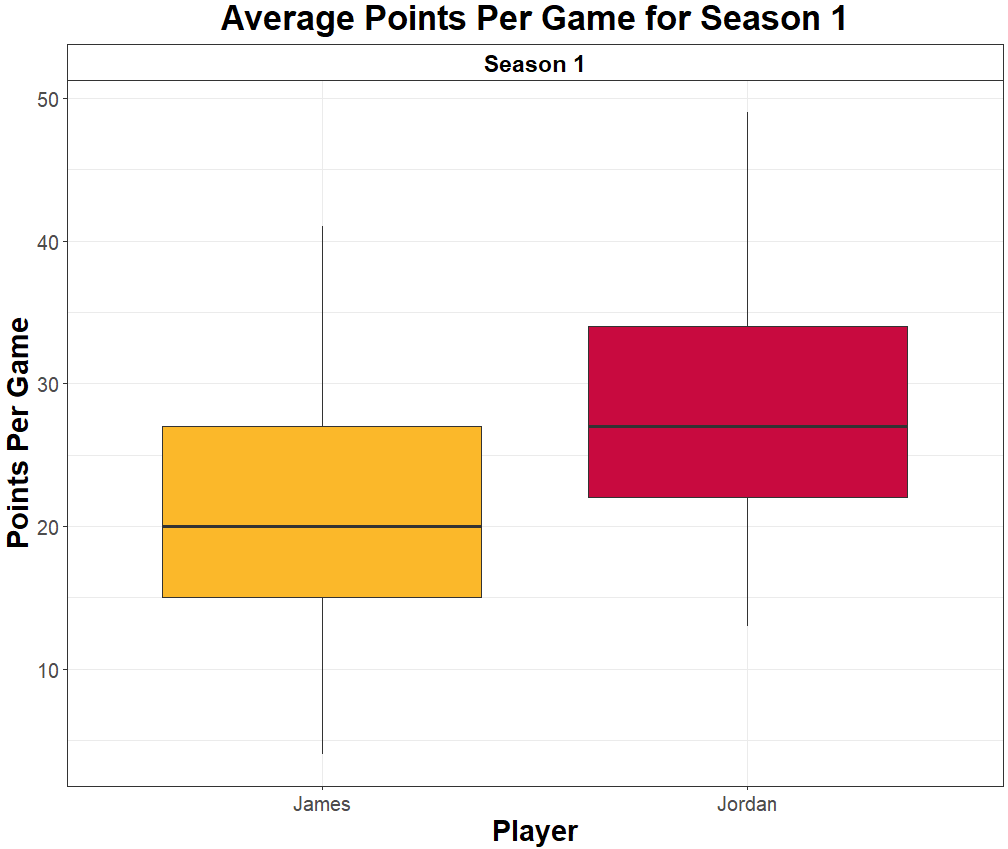 Average Points Per Game for Season 1
Season 1
50
40
30
20
10
Points Per Game
James
Jordan
Player